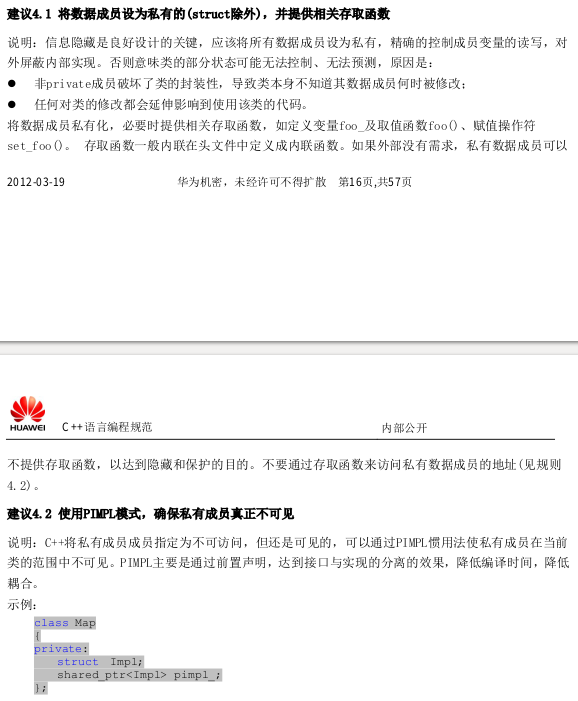 建议4.1 将数据成员设为私有的(struct除外)，并提供相关存取函数
说明：信息隐藏是良好设计的关键，应该将所有数据成员设为私有，精确的控制成员变量的读写，对
外屏蔽内部实现。否则意味类的部分状态可能无法控制、无法预测，原因是：
● 非private成员破坏了类的封装性，导致类本身不知道其数据成员何时被修改；
● 任何对类的修改都会延伸影响到使用该类的代码。
将数据成员私有化，必要时提供相关存取函数，如定义变量foo_及取值函数foo()、赋值操作符
set_foo()。 存取函数一般内联在头文件中定义成内联函数。如果外部没有需求，私有数据成员可以
2012-03-19 华为机密，未经许可不得扩散 第16页,共57页
HUAWEI C++语言编程规范 内部公开
不提供存取函数，以达到隐藏和保护的目的。不要通过存取函数来访问私有数据成员的地址(见规则
4.2)。
建议4.2 使用PIMPL模式，确保私有成员真正不可见
说明：C++将私有成员成员指定为不可访问，但还是可见的，可以通过PIMPL惯用法使私有成员在当前
类的范围中不可见。PIMPL主要是通过前置声明，达到接口与实现的分离的效果，降低编译时间，降低
耦合。
示例：
class Map
{
private:
struct Impl;
shared_ptr<Impl> pimpl_;
};